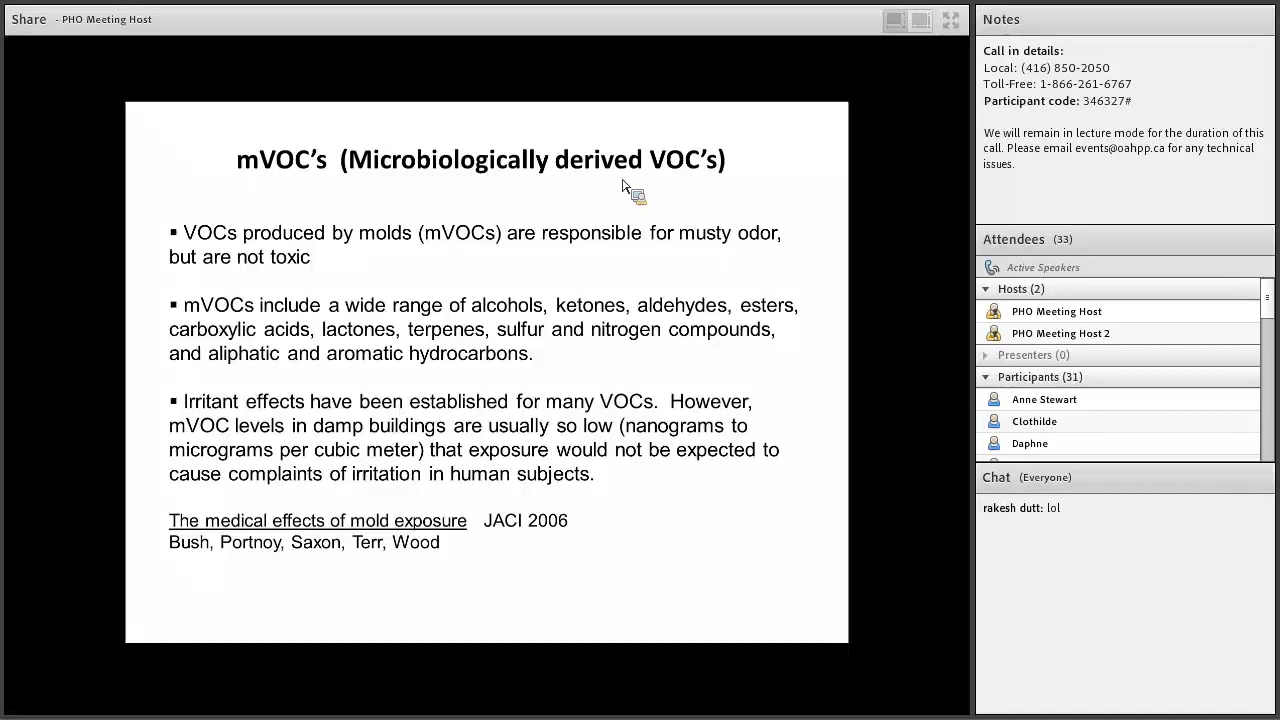 Share - PHO Meeting Host
mVOC’s (Microbiologically derived VOC’s)
▪ VOCs produced by molds (mVOCs) are responsible for musty odor,
but are not toxic
▪ mVOCs include a wide range of alcohols, ketones, aldehydes, esters,
carboxylic acids, lactones, terpenes, sulfur and nitrogen compounds,
and aliphatic and aromatic hydrocarbons.
▪ Irritant effects have been established for many VOCs. However,
mVOC levels in damp buildings are usually so low (nanograms to
micrograms per cubic meter) that exposure would not be expected to
cause complaints of irritation in human subjects.
The medical effects of mold exposure JACI 2006
Bush, Portnoy, Saxon, Terr, Wood
Notes
Call in details:
Local: (416) 850-2050
Toll-Free: 1-866-261-6767
Participant code: 346327#
We will remain in lecture mode for the duration of this
call. Please email events@oahpp.ca for any technical
issues.
Attendees (33)
Active Speakers
Hosts (2)
PHO Meeting Host
PHO Meeting Host 2
Presenters (0)
Participants (31)
Anne Stewart
Clothilde
Daphne
Chat (Everyone)
rakesh dutt: lol